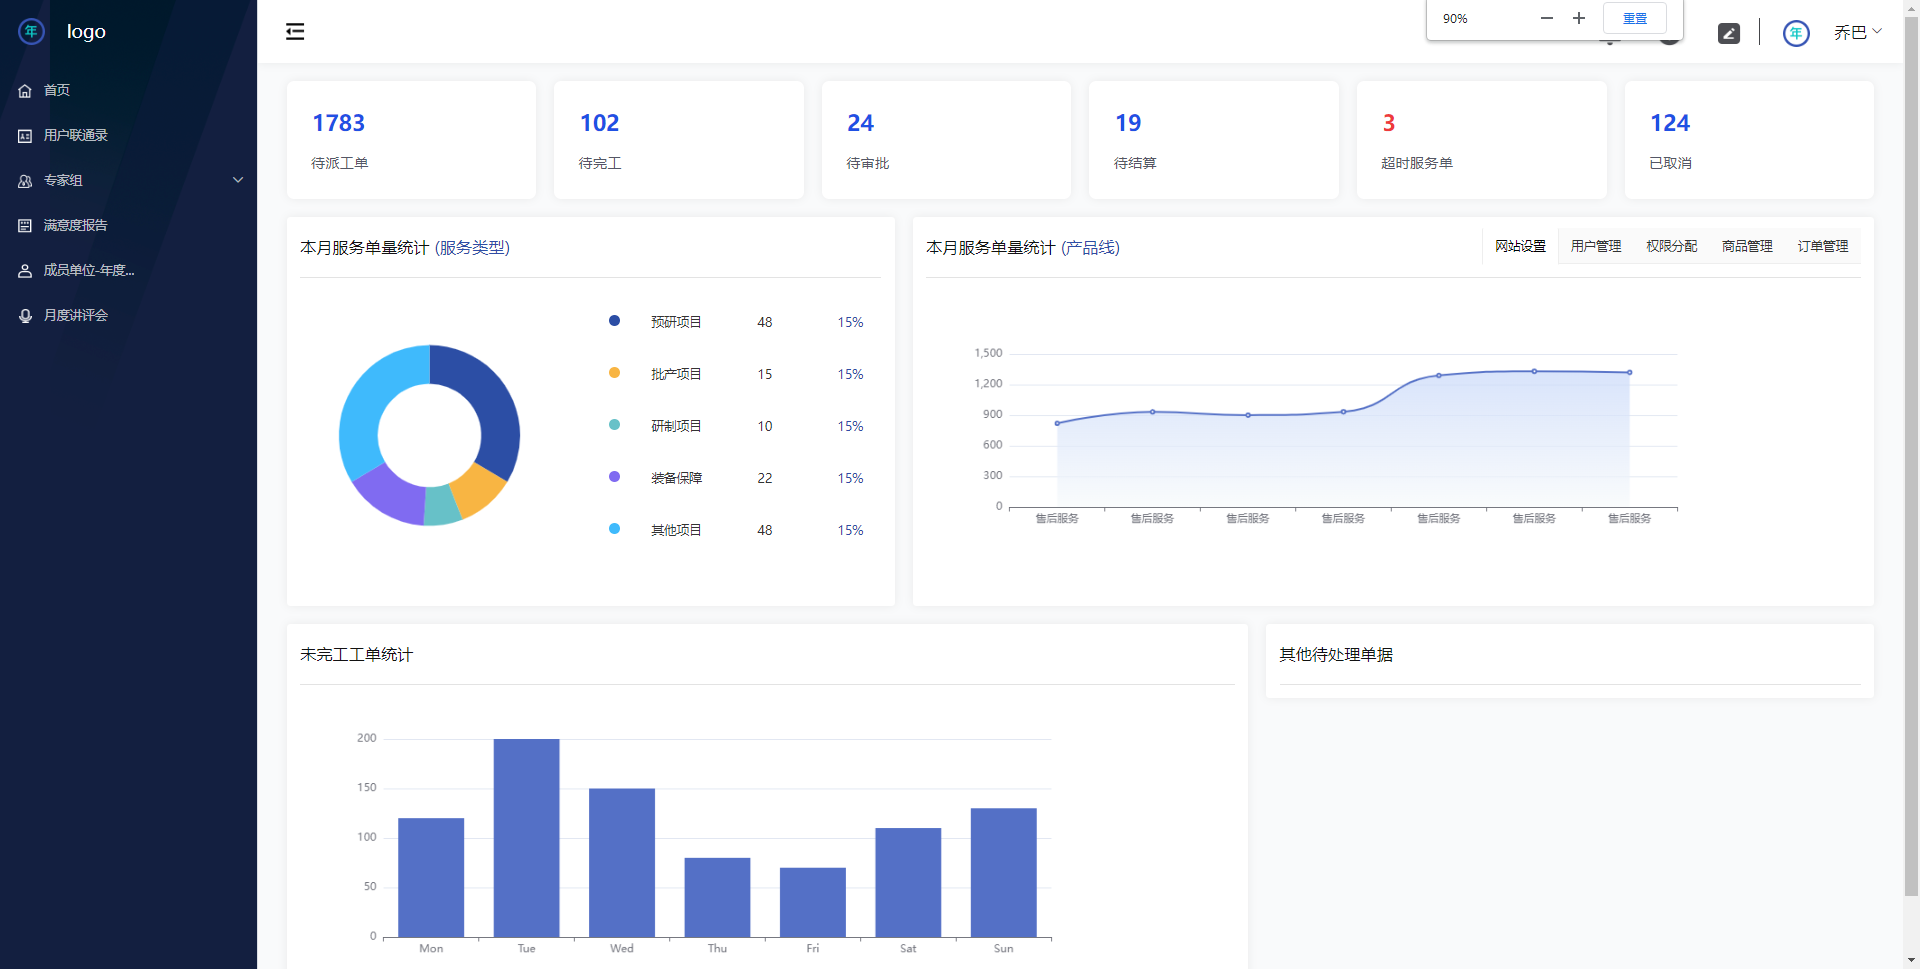 年 logo
首页
用户联通录
专家组
满意度报告
成员单位-年度...
月度讲评会
90%
重置
年
乔巴
1783
待派工单
102
待完工
24
待审批
19
待结算
3
超时服务单
124
已取消
本月服务单量统计 (服务类型)
预研项目 48 15%
批产项目 15 15%
研制项目 10 15%
装备保障 22 15%
其他项目 48 15%
本月服务单量统计 (产品线)
网站设置 用户管理 权限分配 商品管理 订单管理
1,500
1,200
900
600
300
0
售后服务 售后服务 售后服务 售后服务 售后服务 售后服务 售后服务
未完工工单统计
200
150
100
50
0
Mon Tue Wed Thu Fri Sat Sun
其他待处理单据